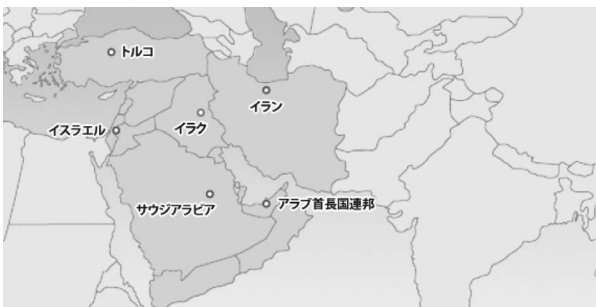 トルコ
イラン
イスラエル
イラク
サウジアラビア
アラブ首長国連邦